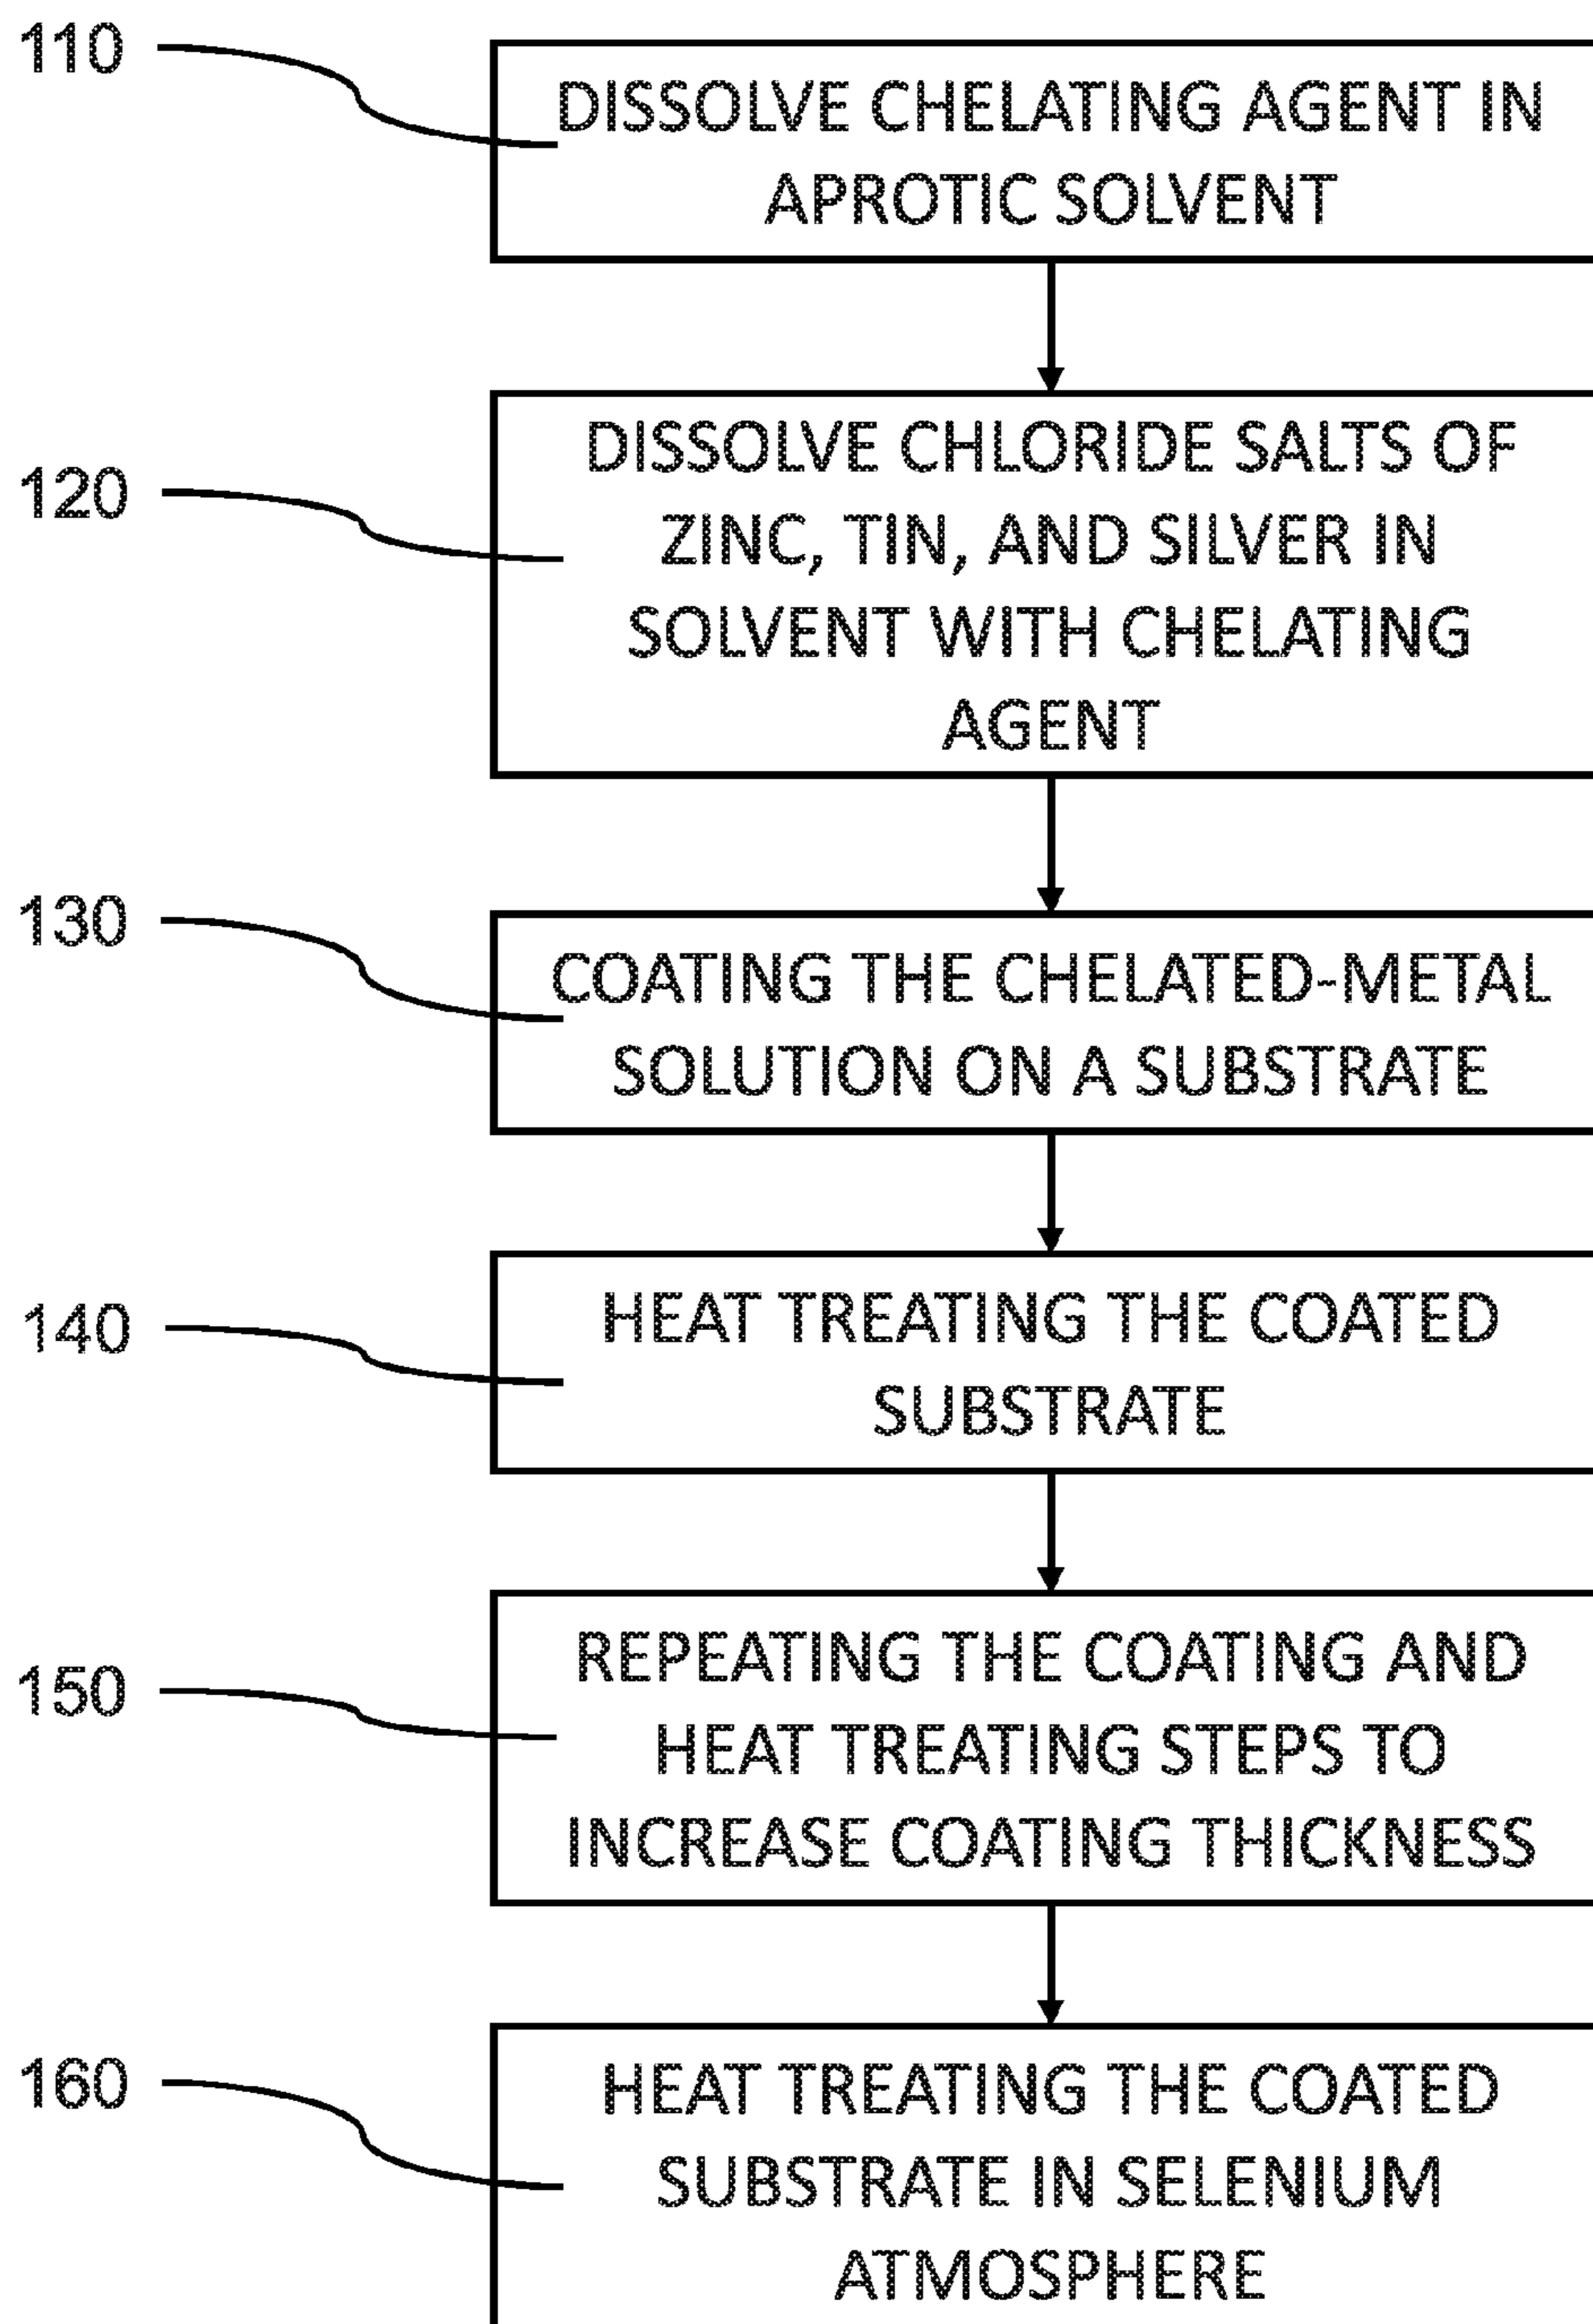 110
DISSOLVE CHELATING AGENT IN
APROTIC SOLVENT
120
DISSOLVE CHLORIDE SALTS OF
ZINC, TIN, AND SILVER IN
SOLVENT WITH CHELATING
AGENT
130
COATING THE CHELATED-METAL
SOLUTION ON A SUBSTRATE
140
HEAT TREATING THE COATED
SUBSTRATE
150
REPEATING THE COATING AND
HEAT TREATING STEPS TO
INCREASE COATING THICKNESS
160
HEAT TREATING THE COATED
SUBSTRATE IN SELENIUM
ATMOSPHERE